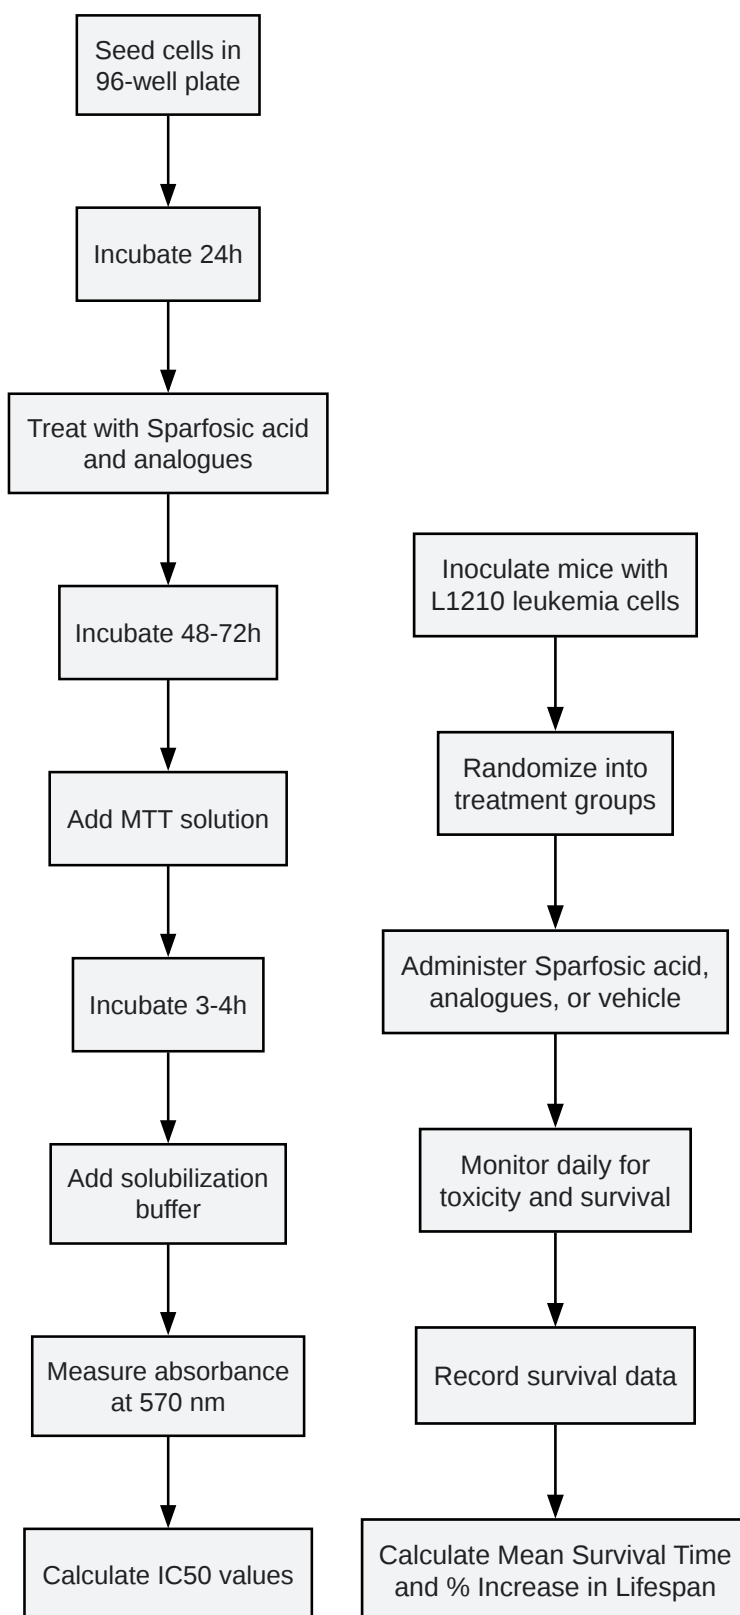 Seed cells in
96-well plate
Incubate 24h
Treat with Sparfosic acid
and analogues
Incubate 48-72h
Add MTT solution
Incubate 3-4h
Add solubilization
buffer
Measure absorbance
at 570 nm
Calculate IC50 values
Inoculate mice with
L1210 leukemia cells
Randomize into
treatment groups
Administer Sparfosic acid,
analogues, or vehicle
Monitor daily for
toxicity and survival
Record survival data
Calculate Mean Survival Time
and % Increase in Lifespan